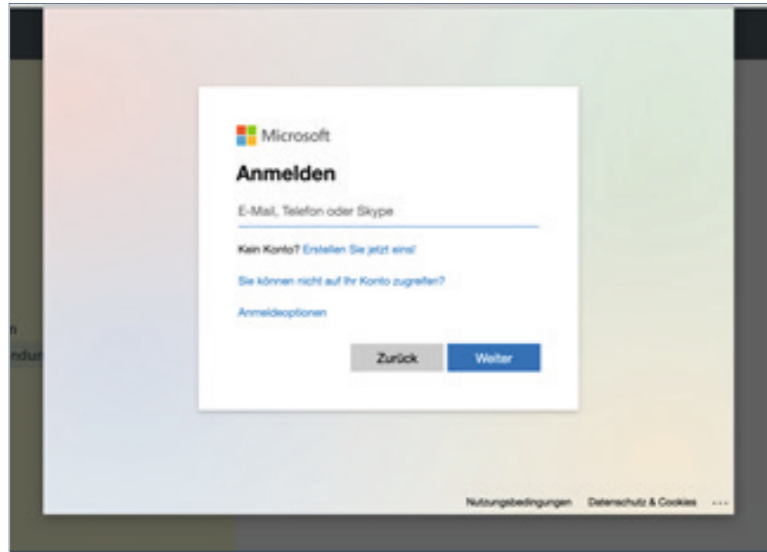 Microsoft
Anmelden
E-Mail, Telefon oder Skype
Kein Konto? Erstellen Sie jetzt eins!
Sie können nicht auf Ihr Konto zugreifen?
Anmeldeoptionen
Zurück Weiter
Nutzungsbedingungen Datenschutz & Cookies ...